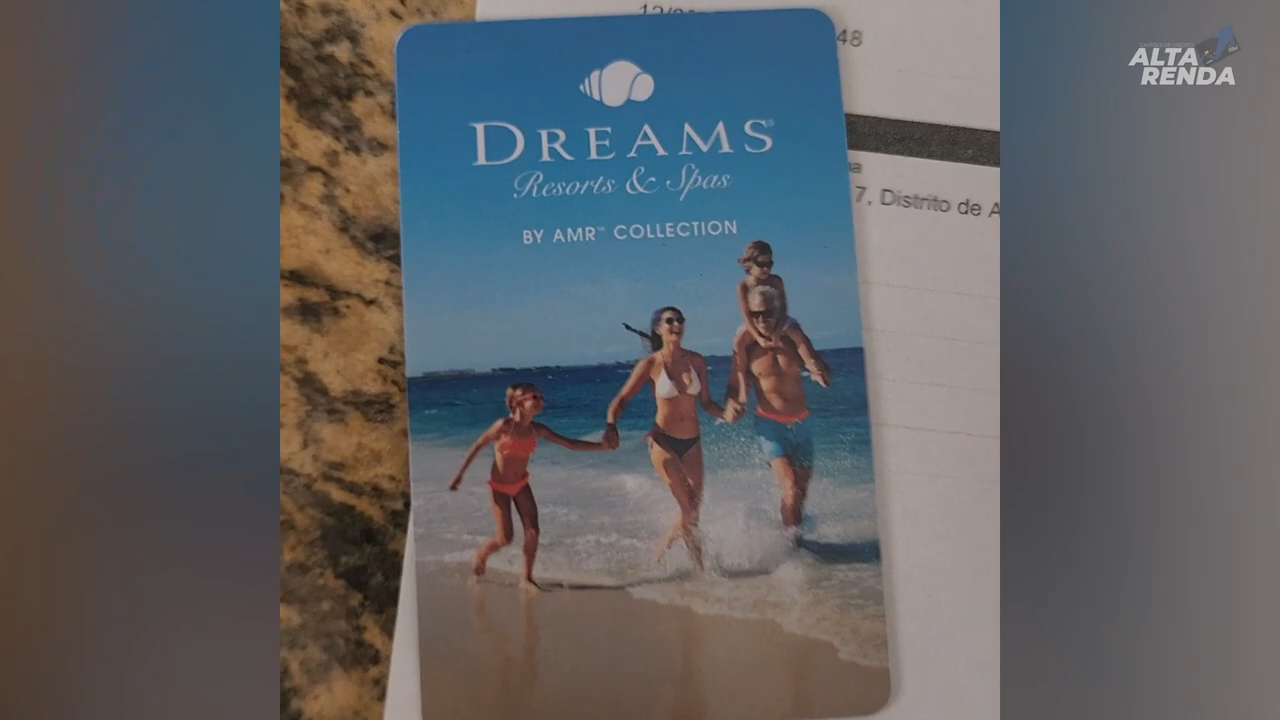 48
DREAMS®
Resorts & Spas
BY AMR™ COLLECTION
7, Distrito de A
ALTA
RENDA